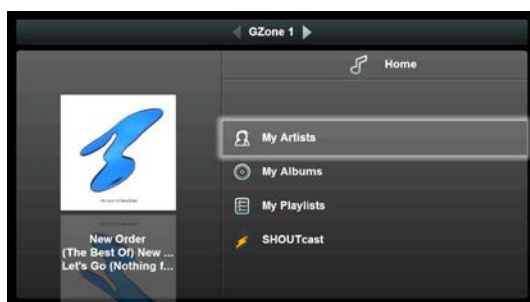 GZone 1
Home
My Artists
My Albums
My Playlists
SHOUTcast
New Order
(The Best Of) New ...
Let's Go (Nothing f...